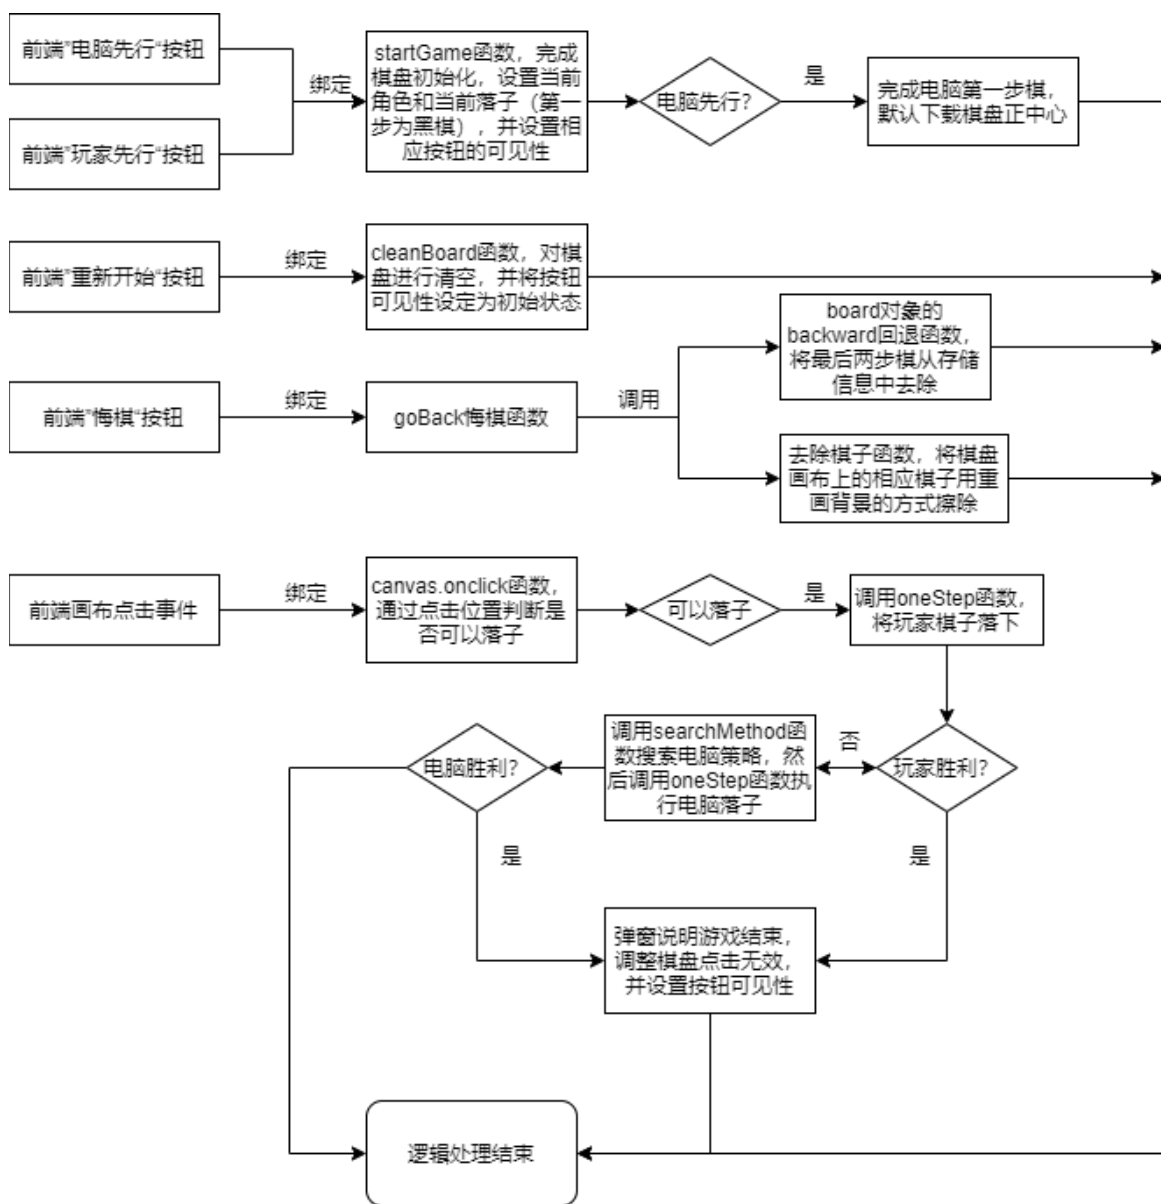 前端"电脑先行"按钮
前端"玩家先行"按钮
绑定
startGame函数，完成
棋盘初始化，设置当前
角色和当前落子（第一
步为黑棋），并设置相
应按钮的可见性
电脑先行？
是
完成电脑第一步棋，
默认下载棋盘正中心
前端"重新开始"按钮
绑定
cleanBoard函数，对棋
盘进行清空，并将按钮
可见性设定为初始状态
前端"悔棋"按钮
绑定
goBack悔棋函数
调用
board对象的
backward回退函数，
将最后两步棋从存储
信息中去除
去除棋子函数，将棋盘
画布上的相应棋子用重
画背景的方式擦除
前端画布点击事件
绑定
canvas.onclick函数，
通过点击位置判断是
否可以落子
可以落子
是
调用oneStep函数，
将玩家棋子落下
玩家胜利？
否
调用searchMethod函
数搜索电脑策略，然
后调用oneStep函数执
行电脑落子
电脑胜利？
是
是
弹窗说明游戏结束，
调整棋盘点击无效，
并设置按钮可见性
逻辑处理结束